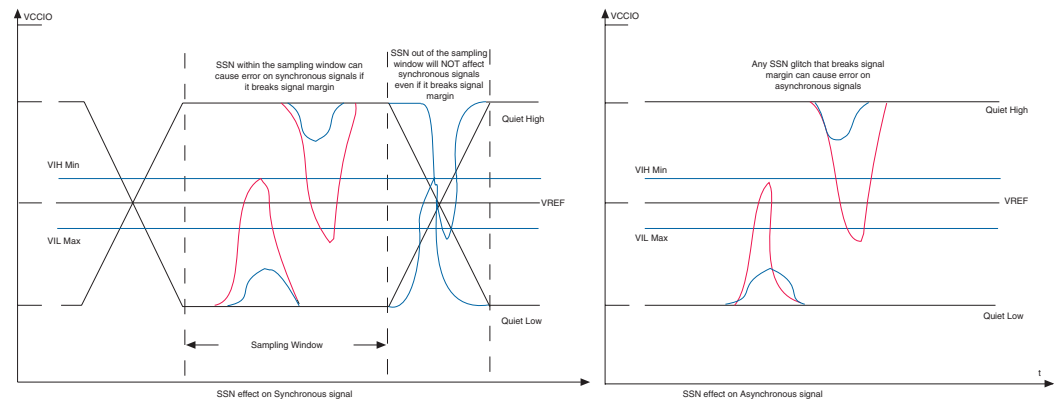 VCCIO
SSN within the sampling window can
cause error on synchronous signals if
it breaks signal margin
SSN out of the sampling
window will NOT affect
synchronous signals
even if it breaks signal
margin
Quiet High
VIH Min
VREF
VIL Max
Quiet Low
Sampling Window
SSN effect on Synchronous signal
VCCIO
Any SSN glitch that breaks signal
margin can cause error on
asynchronous signals
Quiet High
VIH Min
VREF
VIL Max
Quiet Low
t
SSN effect on Asynchronous signal